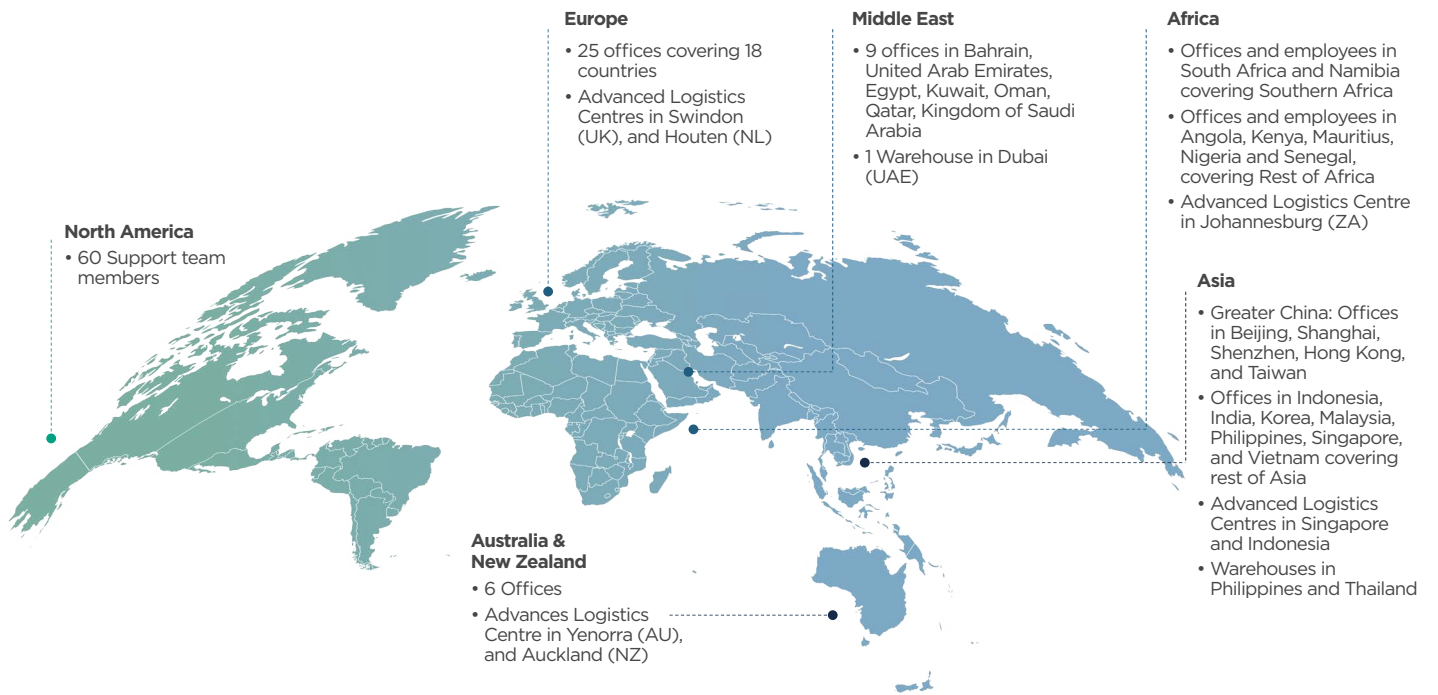 Europe
• 25 offices covering 18
countries
• Advanced Logistics
Centres in Swindon
(UK), and Houten (NL)
Middle East
• 9 offices in Bahrain,
United Arab Emirates,
Egypt, Kuwait, Oman,
Qatar, Kingdom of Saudi
Arabia
• 1 Warehouse in Dubai
(UAE)
Africa
• Offices and employees in
South Africa and Namibia
covering Southern Africa
• Offices and employees in
Angola, Kenya, Mauritius,
Nigeria and Senegal,
covering Rest of Africa
• Advanced Logistics Centre
in Johannesburg (ZA)
North America
• 60 Support team
members
Asia
• Greater China: Offices
in Beijing, Shanghai,
Shenzhen, Hong Kong,
and Taiwan
• Offices in Indonesia,
India, Korea, Malaysia,
Philippines, Singapore,
and Vietnam covering
rest of Asia
• Advanced Logistics
Centres in Singapore
and Indonesia
• Warehouses in
Philippines and Thailand
Australia &
New Zealand
• 6 Offices
• Advances Logistics
Centre in Yenorra (AU),
and Auckland (NZ)